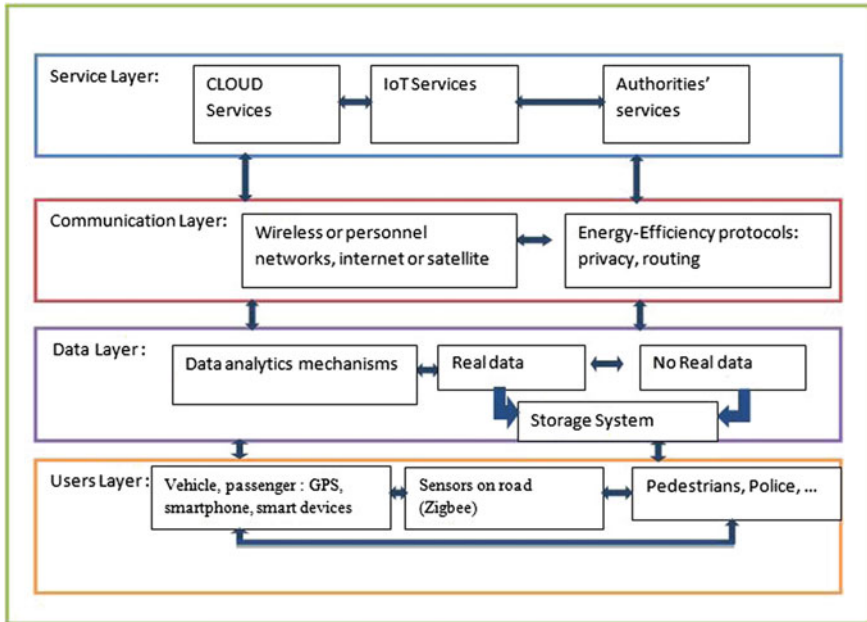 Service Layer:
CLOUD
Services
IoT Services
Authorities'
services
Communication Layer:
Wireless or personnel
networks, internet or satellite
Energy-Efficiency protocols:
privacy, routing
Data Layer :
Data analytics mechanisms
Real data
No Real data
Storage System
Users Layer :
Vehicle, passenger : GPS,
smartphone, smart devices
Sensors on road
(Zigbee)
Pedestrians, Police, ...